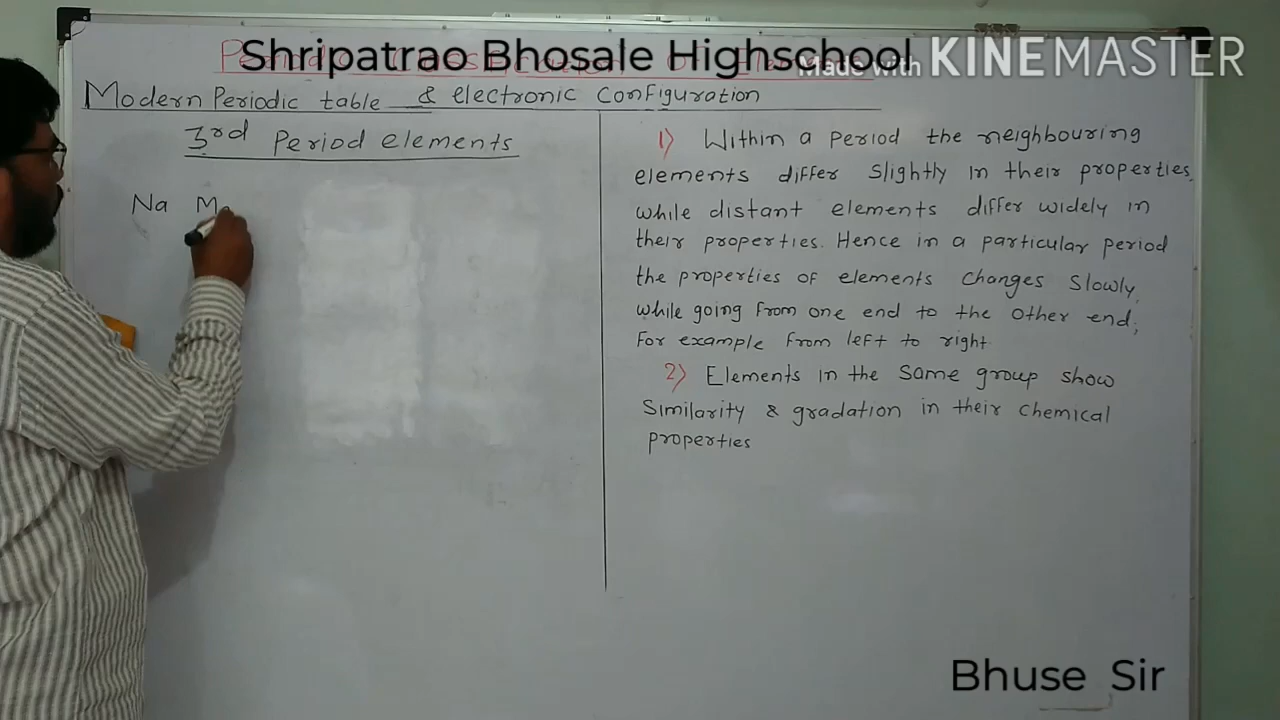 Shripatrao Bhosale Highschool
Made with KINEMASTER
Modern Periodic table & electronic configuration
3rd Period elements
Na M
1) Within a period the neighbouring
elements differ slightly in their properties,
while distant elements differ widely in
their properties. Hence in a particular period
the properties of elements changes slowly,
while going from one end to the other end,
for example from left to right
2) Elements in the same group show
similarity & gradation in their chemical
properties
Bhuse Sir